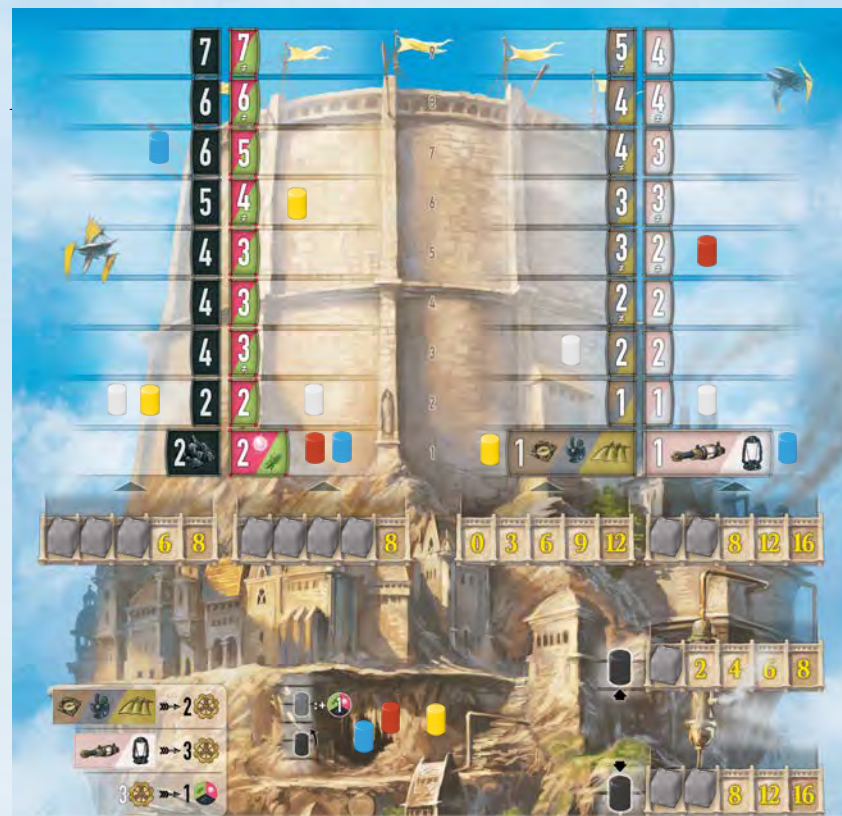 7 7 ≠ 9 5 ≠ 4
6 6 ≠ 8 4 4 ≠
6 5 7 4 ≠ 3
5 4 ≠ 6 3 3 ≠
4 3 5 3 ≠ 2 ≠
4 3 4 2 ≠ 2
4 3 ≠ 3 2 2
2 2 2 1 1
2 2 1 1 1
6 8 8 0 3 6 9 12 8 12 16
2 4 6 8
2
:+1
3
3 1
8 12 16